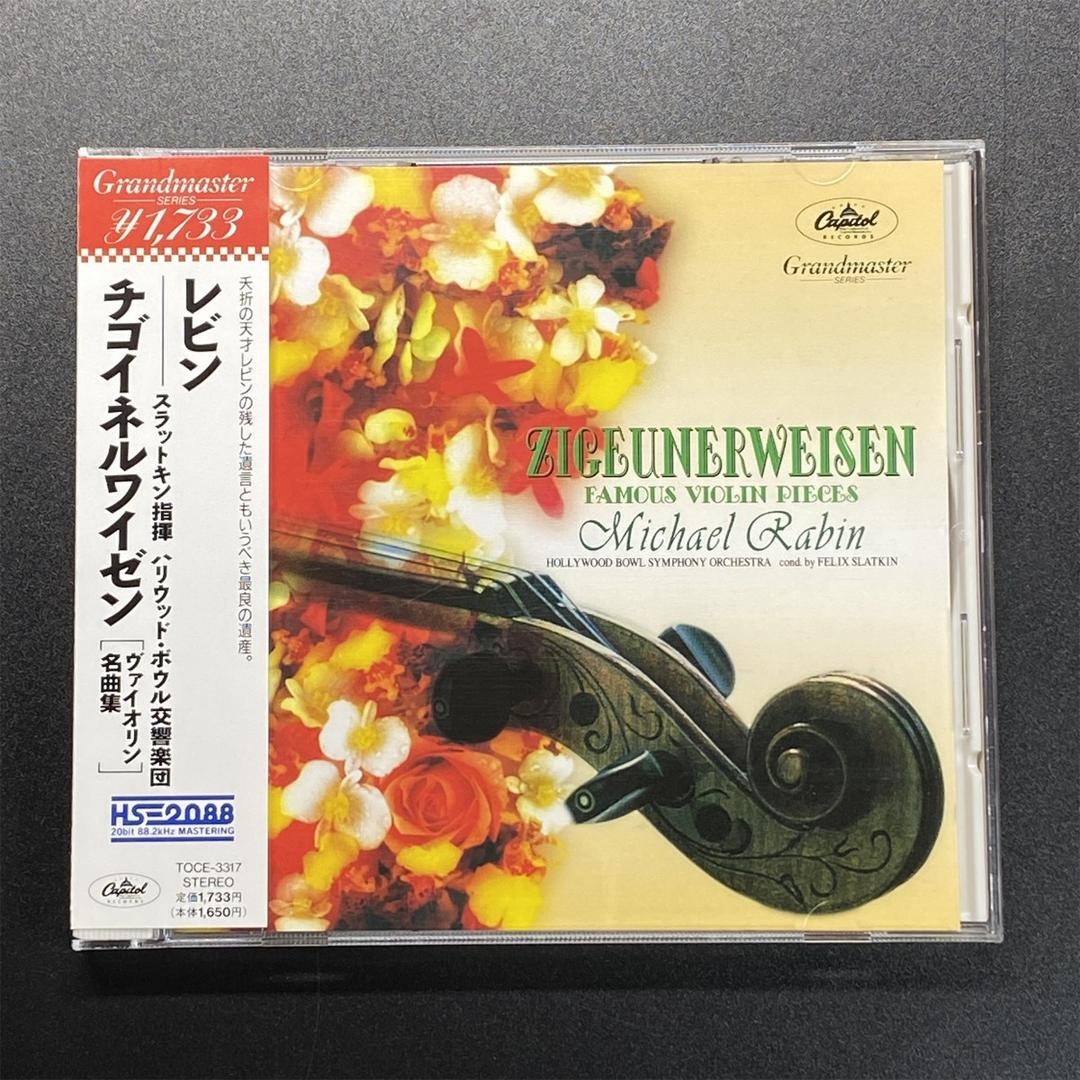 Grandmaster
SERIES
¥1,733
夭折の天才レビンの残した遺言ともいうべき最良の遺産。
レビン
スラットキン指揮 ハリウッド・ボウル交響楽団
チゴイネルワイゼン
[ヴァイオリン
名曲集]
HS2088
20bit 88.2kHz MASTERING
TOCE-3317
STEREO
定価1,733円
(本体1,650円)
Capitol
RECORDS
Capitol
RECORDS
Grandmaster
SERIES
ZIGEUNERWEISEN
FAMOUS VIOLIN PIECES
Michael Rabin
HOLLYWOOD BOWL SYMPHONY ORCHESTRA cond. by FELIX SLATKIN